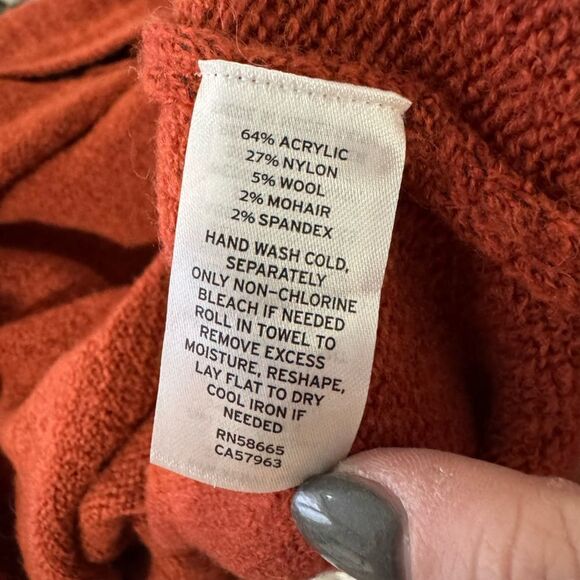 64% ACRYLIC
27% NYLON
5% WOOL
2% MOHAIR
2% SPANDEX
HAND WASH COLD,
SEPARATELY
ONLY NON-CHLORINE
BLEACH IF NEEDED
ROLL IN TOWEL TO
REMOVE EXCESS
MOISTURE, RESHAPE,
LAY FLAT TO DRY
COOL IRON IF
NEEDED
RN58665
CA57963